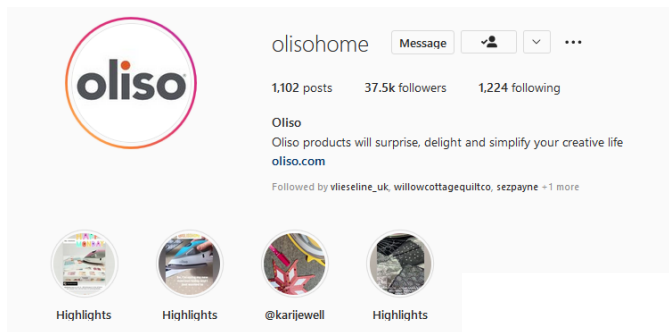 oliso
olisohome Message
1,102 posts 37.5k followers 1,224 following
Oliso
Oliso products will surprise, delight and simplify your creative life
oliso.com
Followed by vlieseline_uk, willowcottagequiltco, sezpayne +1 more
Highlights Highlights @karijewell Highlights